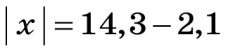 |x| = 14,3 – 2,1